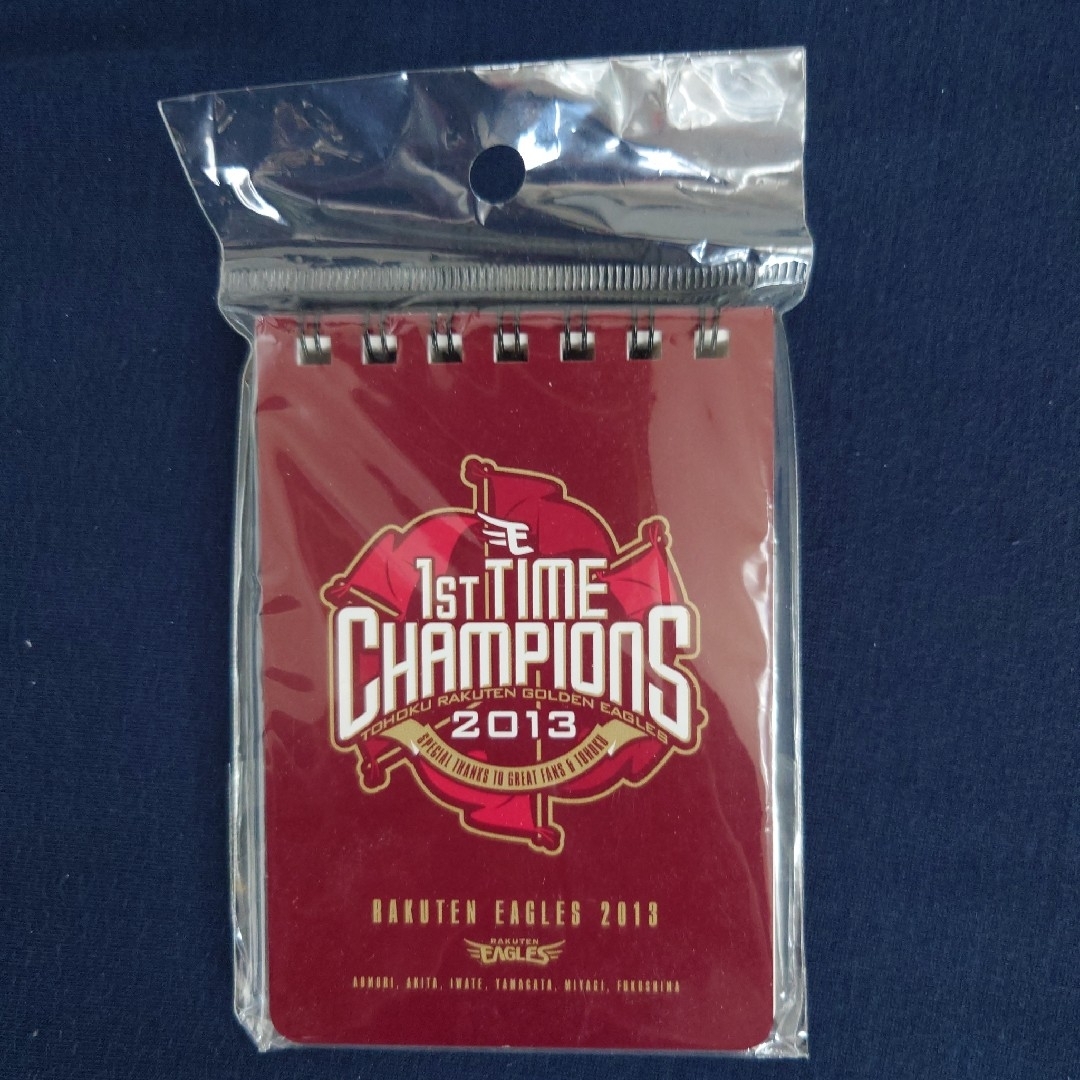 E
1ST TIME
CHAMPIONS
TOHOKU RAKUTEN GOLDEN EAGLES
2013
SPECIAL THANKS TO GREAT FANS & TOHOKU
RAKUTEN EAGLES 2013
RAKUTEN
EAGLES
AOMORI, AKITA, IWATE, YAMAGATA, MIYAGI, FUKUSHIMA